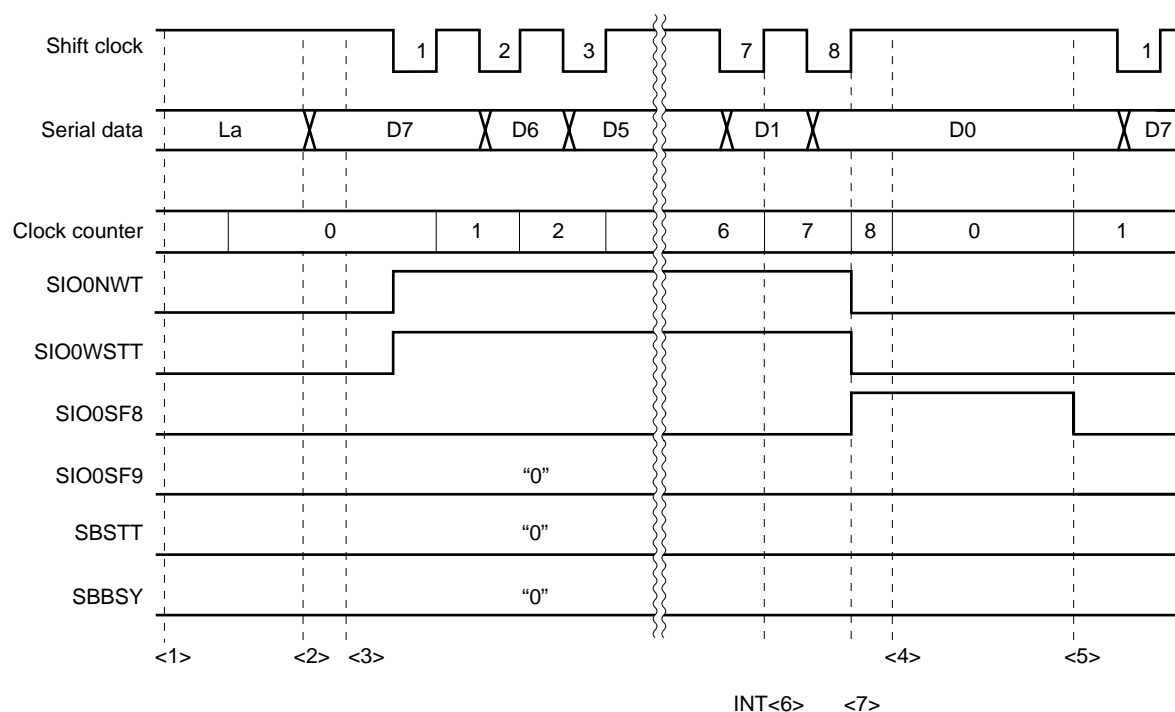 Shift clock 1 2 3 7 8 1
Serial data La D7 D6 D5 D1 D0 D7
Clock counter 0 1 2 6 7 8 0 1
SIO0NWT
SIO0WSTT
SIO0SF8
SIO0SF9 “0”
SBSTT “0”
SBBSY “0”
<1> <2> <3> <4> <5>
INT<6> <7>